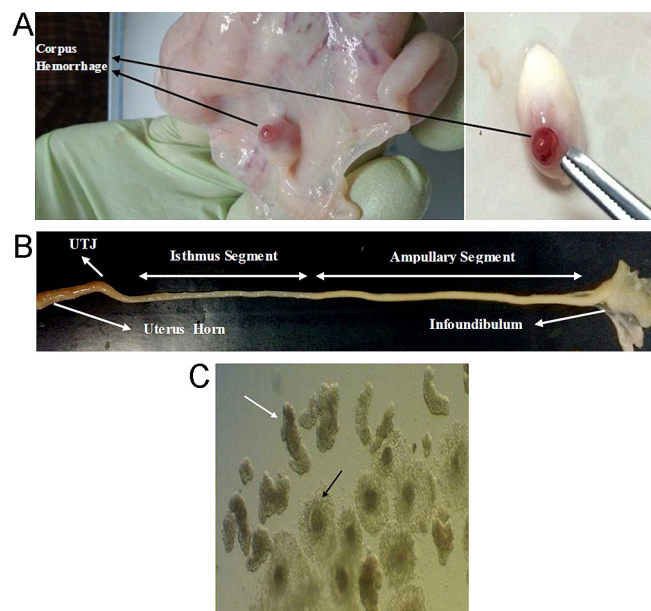 A
Corpus
Hemorrhage
B
UTJ
Isthmus Segment
Ampullary Segment
Uterus Horn
Infoundibulum
C